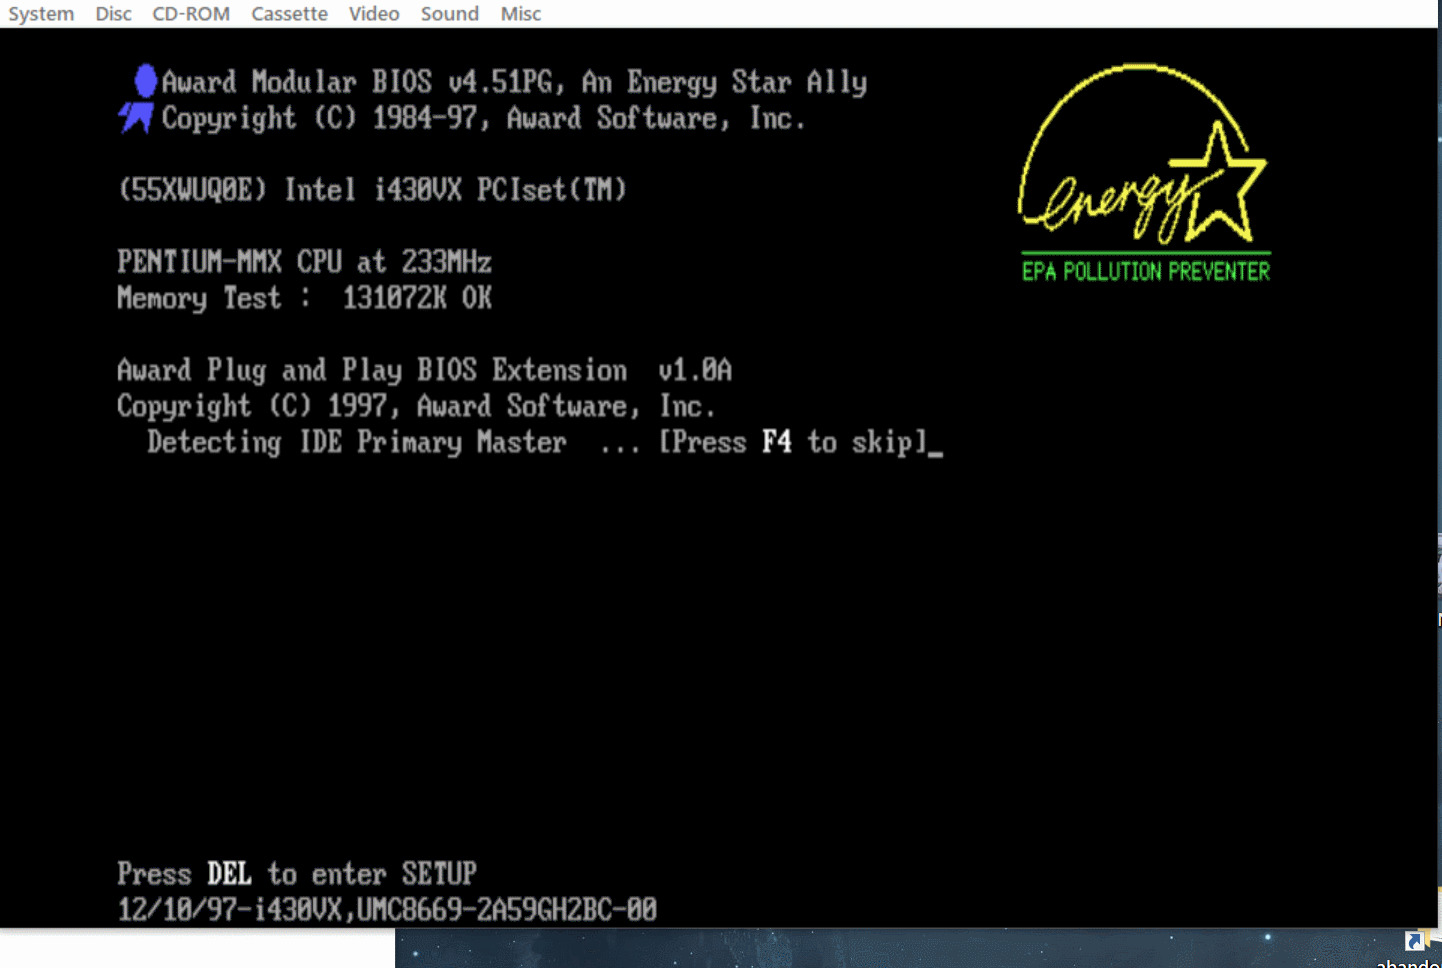 System Disc CD-ROM Cassette Video Sound Misc
Award Modular BIOS v4.51PG, An Energy Star Ally
Copyright (C) 1984-97, Award Software, Inc.
(55XWUQ0E) Intel i430VX PCIset(TM)
energy
EPA POLLUTION PREVENTER
PENTIUM-MMX CPU at 233MHz
Memory Test :  131072K OK
Award Plug and Play BIOS Extension  v1.0A
Copyright (C) 1997, Award Software, Inc.
Detecting IDE Primary Master  ... [Press F4 to skip]_
Press DEL to enter SETUP
12/10/97-i430VX,UMC8669-2A59GH2BC-00